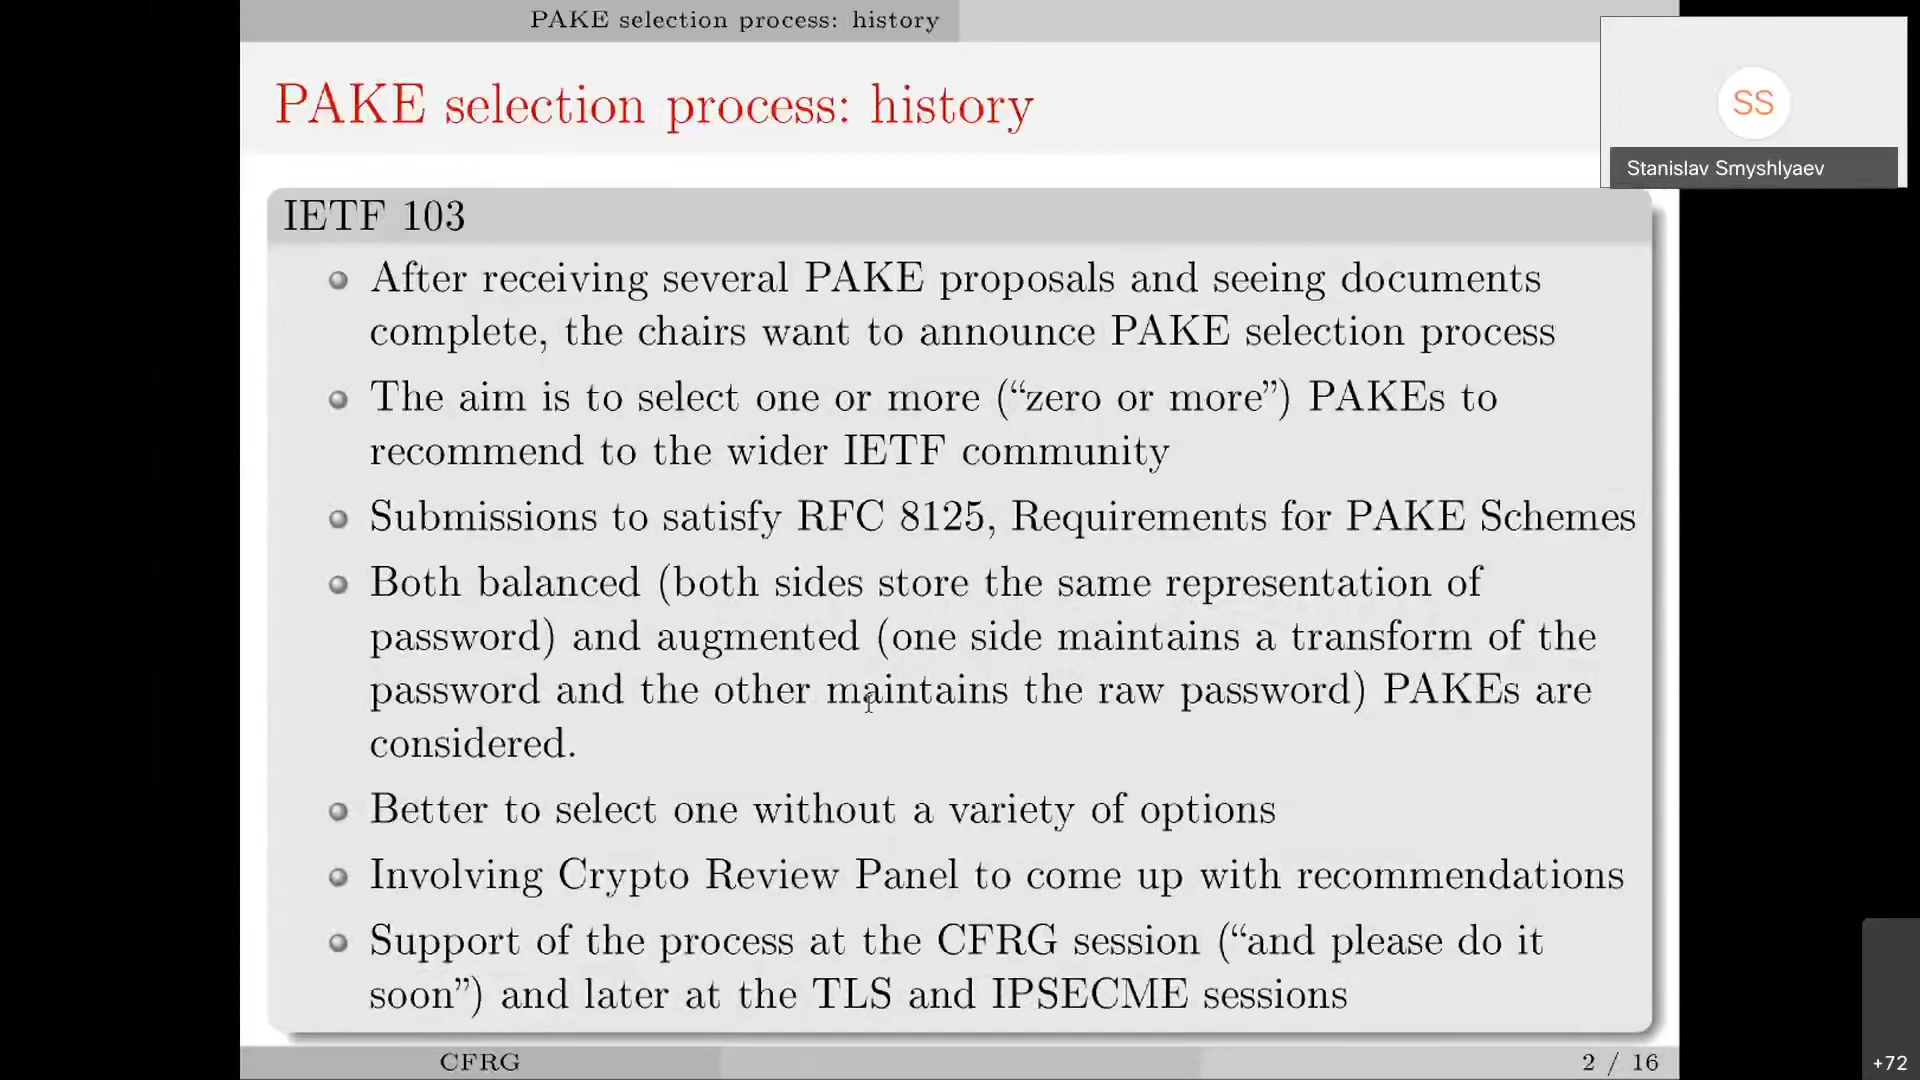 PAKE selection process: history
PAKE selection process: history
SS
Stanislav Smyshlyaev
IETF 103
After receiving several PAKE proposals and seeing documents
complete, the chairs want to announce PAKE selection process
The aim is to select one or more (“zero or more”) PAKEs to
recommend to the wider IETF community
Submissions to satisfy RFC 8125, Requirements for PAKE Schemes
Both balanced (both sides store the same representation of
password) and augmented (one side maintains a transform of the
password and the other maintains the raw password) PAKEs are
considered.
Better to select one without a variety of options
Involving Crypto Review Panel to come up with recommendations
Support of the process at the CFRG session (“and please do it
soon”) and later at the TLS and IPSECME sessions
CFRG
2 / 16
+72